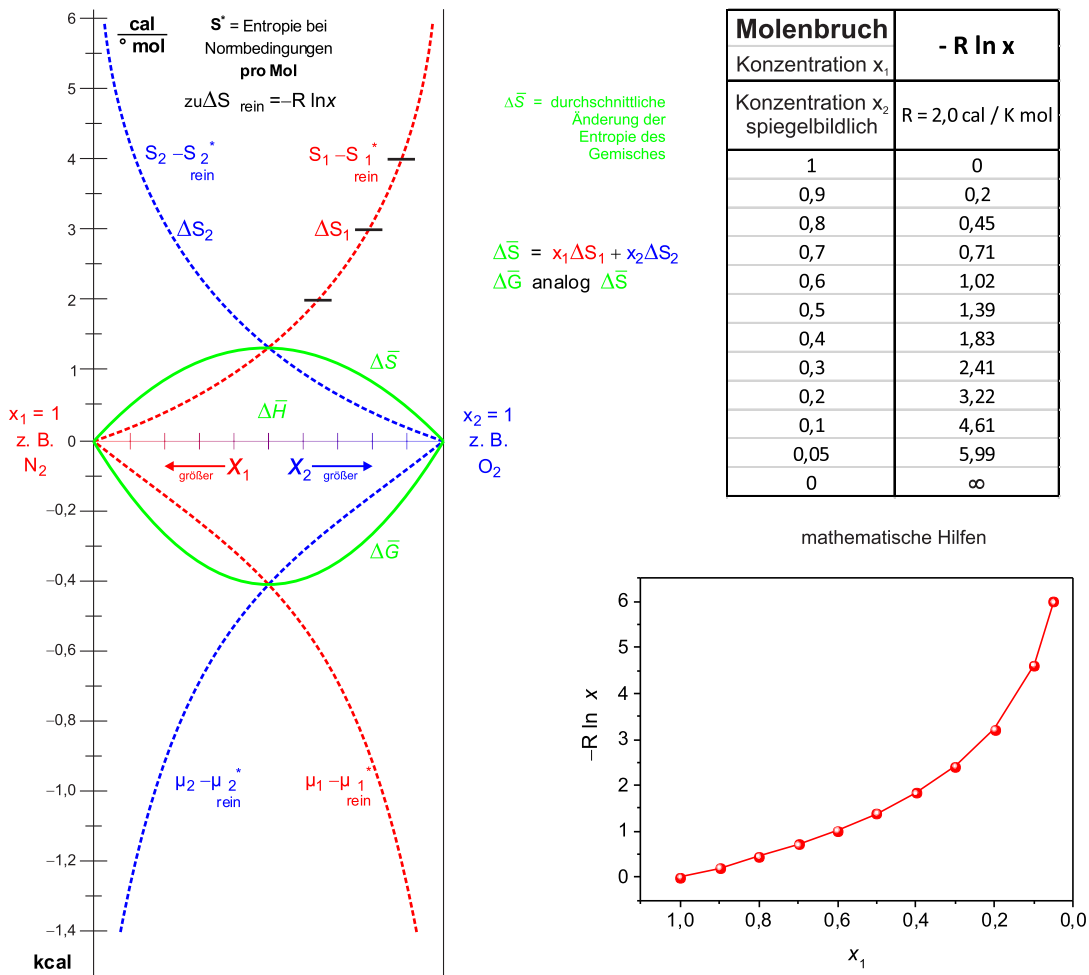 6
5
4
3
2
1
0
–0,2
–0,4
–0,6
–0,8
–1,0
–1,2
–1,4
kcal
cal
° mol
S* = Entropie bei
Normbedingungen
pro Mol
zu ΔS rein = –R lnx
S₂ –S₂*
rein
S₁ –S₁*
rein
ΔS₂
ΔS₁
ΔS̅
ΔH̅
x₁ = 1
z. B.
N₂
x₂ = 1
z. B.
O₂
größer
X₁
X₂
größer
ΔG̅
μ₂ –μ₂*
rein
μ₁ –μ₁*
rein
ΔS̅ = durchschnittliche
Änderung der
Entropie des
Gemisches
ΔS̅ = x₁ΔS₁ + x₂ΔS₂
ΔG̅ analog ΔS̅
Molenbruch
Konzentration x₁
- R ln x
Konzentration x₂
spiegelbildlich
R = 2,0 cal / K mol
1 0
0,9 0,2
0,8 0,45
0,7 0,71
0,6 1,02
0,5 1,39
0,4 1,83
0,3 2,41
0,2 3,22
0,1 4,61
0,05 5,99
0 ∞
mathematische Hilfen
6
5
4
3
2
1
0
–R ln x
1,0 0,8 0,6 0,4 0,2 0,0
x₁